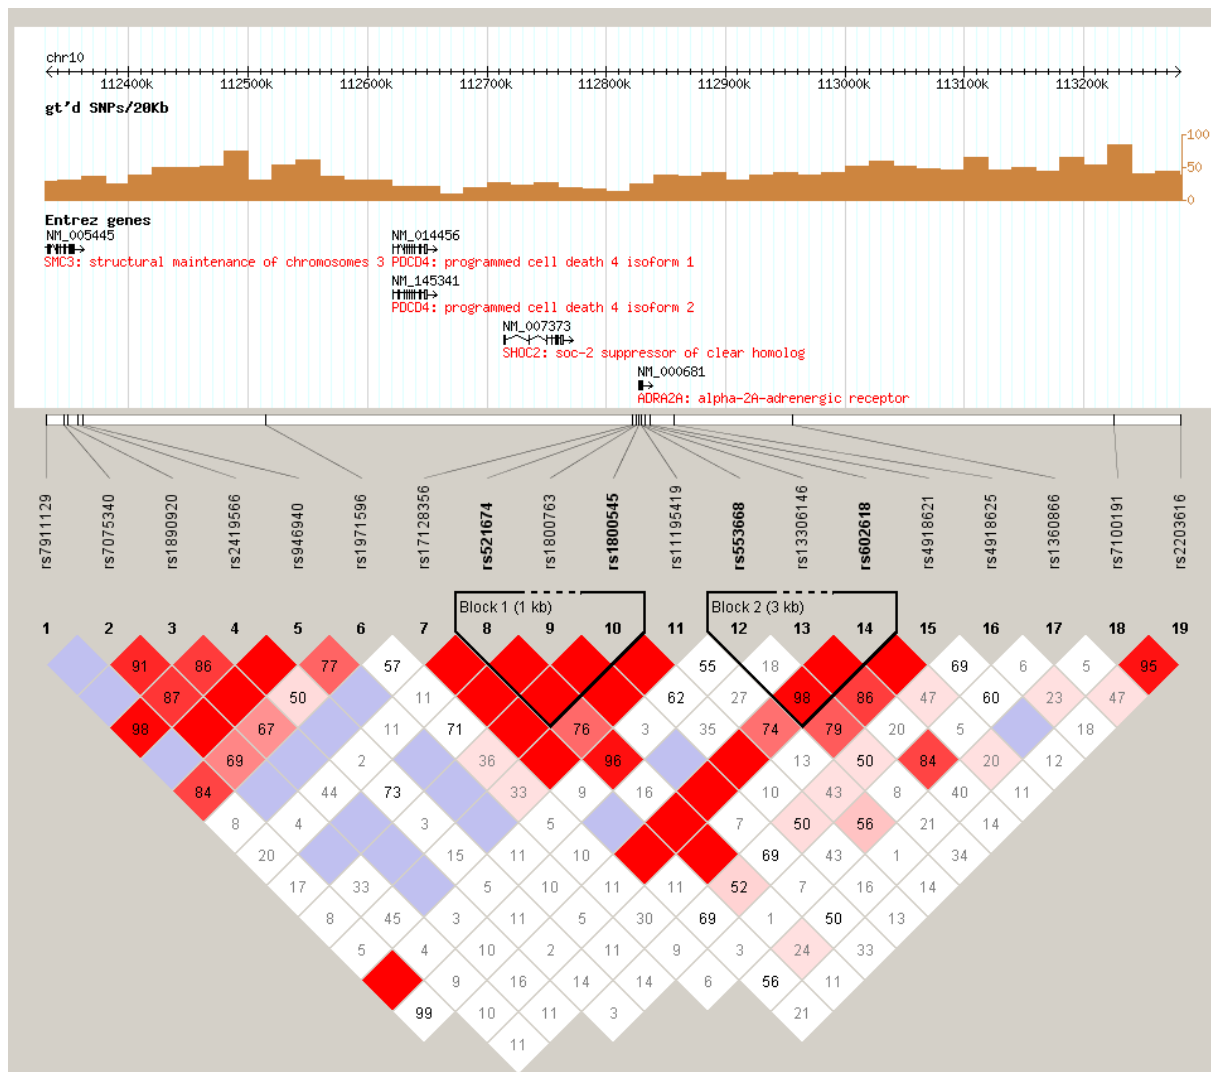 chr10
112400k 112500k 112600k 112700k 112800k 112900k 113000k 113100k 113200k
gt'd SNPs/20Kb
100
50
0
Entrez genes
NM_005445 NM_014456
SMC3: structural maintenance of chromosomes 3 PDCD4: programmed cell death 4 isoform 1
NM_145341
PDCD4: programmed cell death 4 isoform 2
NM_007373
SHOC2: soc-2 suppressor of clear homolog
NM_000681
ADRA2A: alpha-2A-adrenergic receptor
rs7911129
rs7075340
rs1890920
rs2419566
rs946940
rs1971596
rs17128356
rs521674
rs1800763
rs1800545
rs11195419
rs553668
rs13306146
rs602618
rs4918621
rs4918625
rs1360866
rs7100191
rs2203616
Block 1 (1 kb) Block 2 (3 kb)
1 2 3 4 5 6 7 8 9 10 11 12 13 14 15 16 17 18 19
91 86 77 57 55 18 69 6 5 95
87 50 11 62 27 98 86 47 60 23 47
98 67 11 71 76 3 35 74 79 20 5 18
69 2 36 96 13 50 84 20 12
84 44 73 33 9 16 10 43 8 40 11
8 4 3 5 7 50 56 21 14
20 15 11 10 69 43 1 34
17 33 5 10 11 11 52 7 16 14
8 45 3 11 5 30 69 1 50 13
5 4 10 2 11 9 3 24 33
9 16 14 14 6 56 11
99 10 11 3 21
11